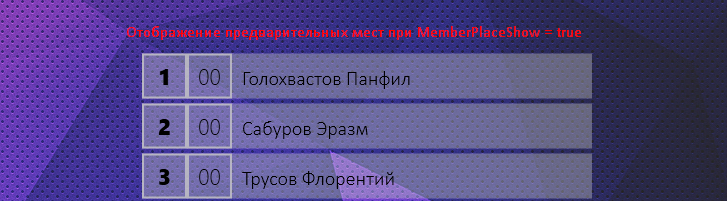 Отображение предварительных мест при MemberPlaceShow = true
1 00 Голохвастов Панфил
2 00 Сабуров Эразм
3 00 Трусов Флорентий